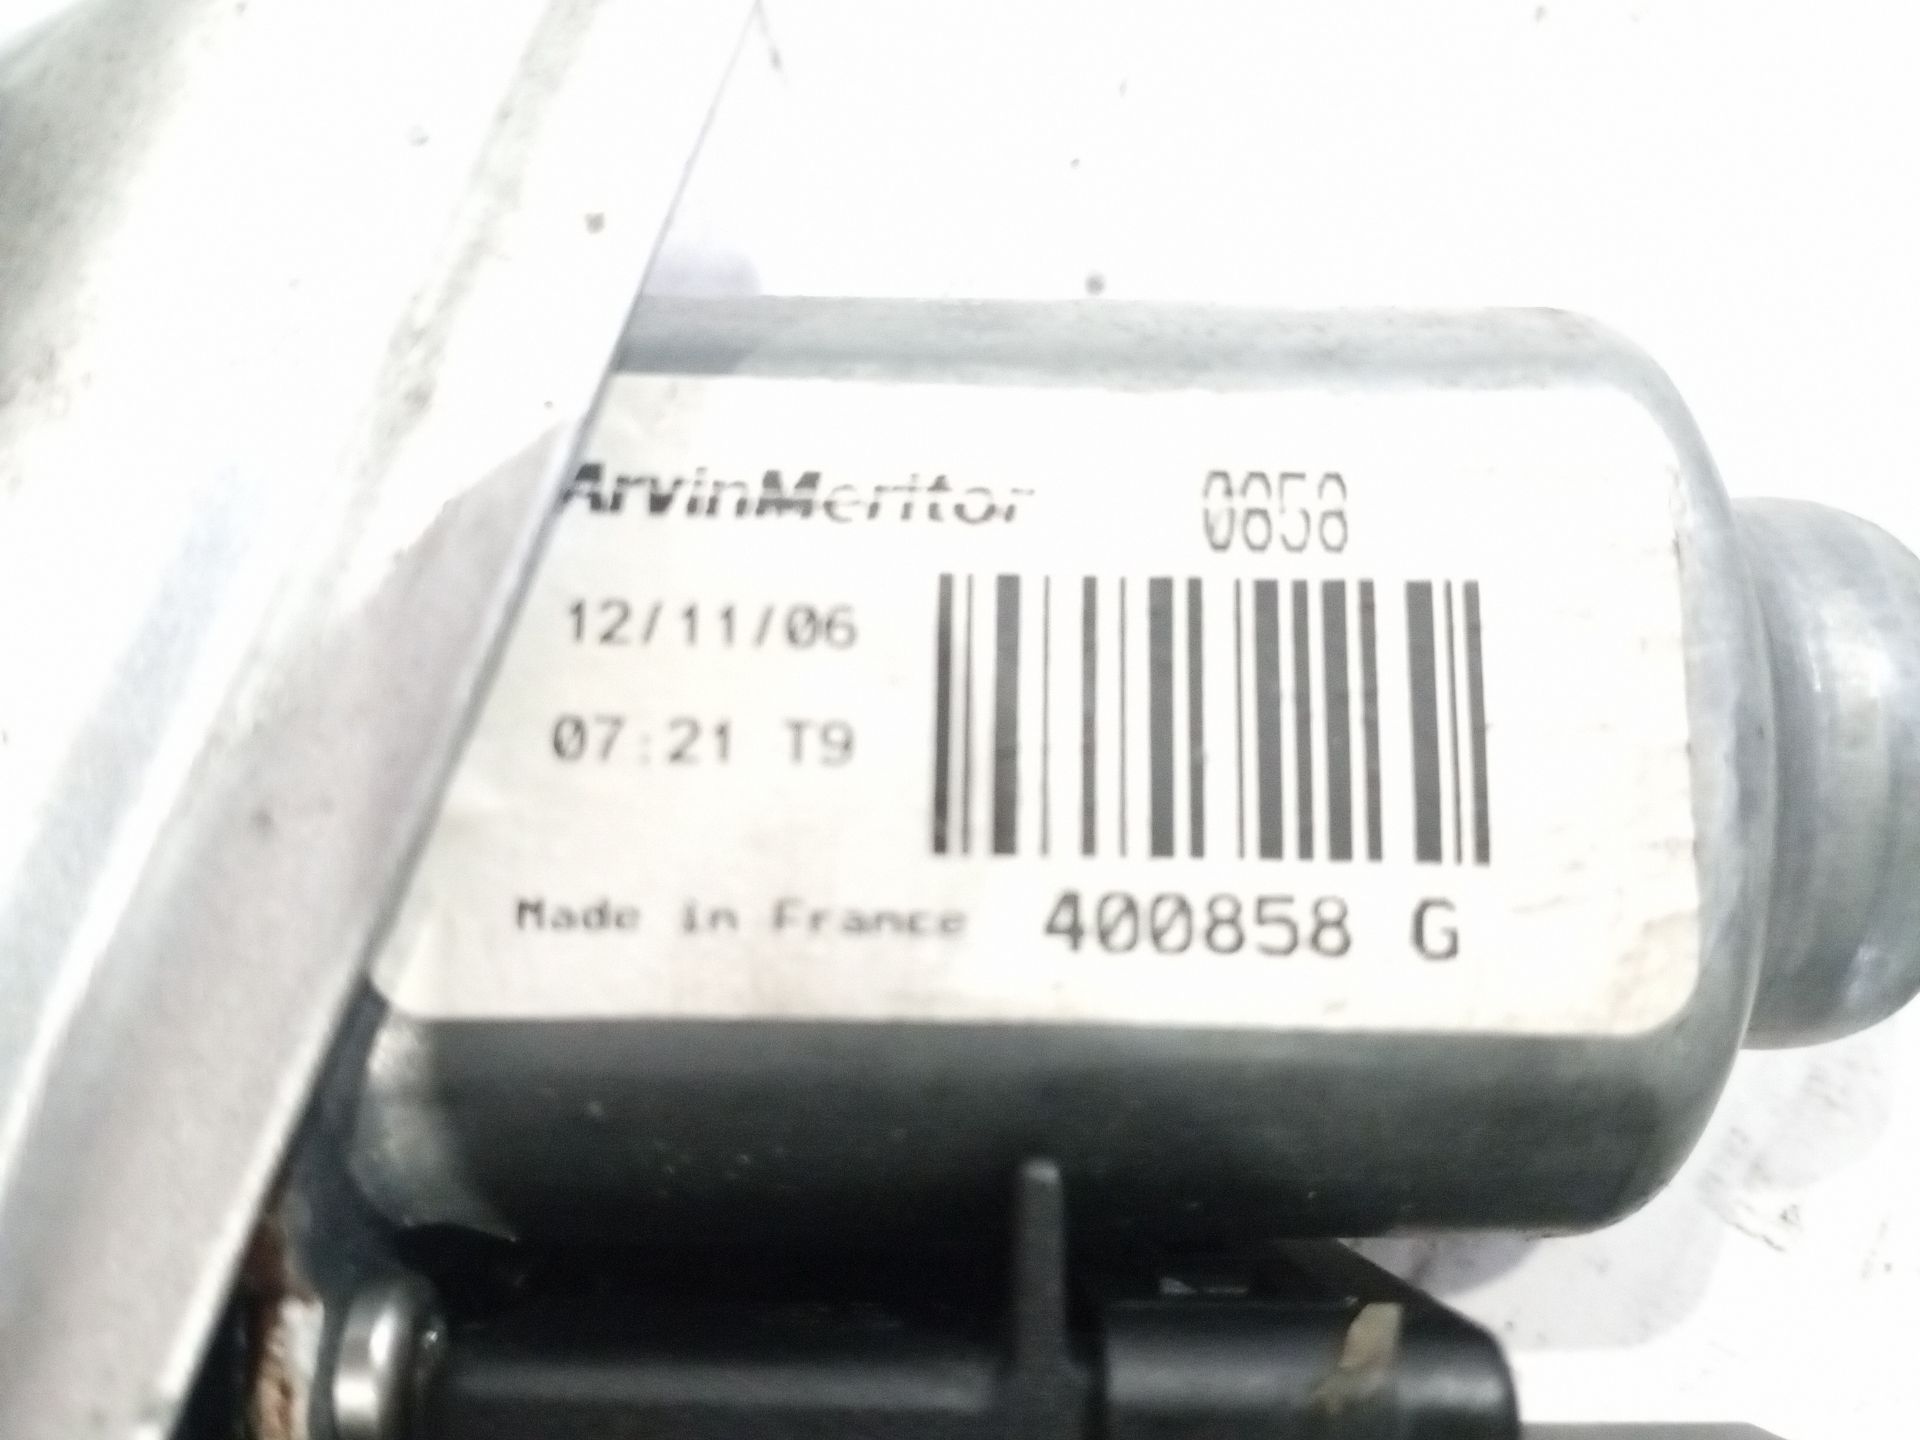 ArvinMeritor 0858
12/11/06
07:21 T9
Made in France 400858 G